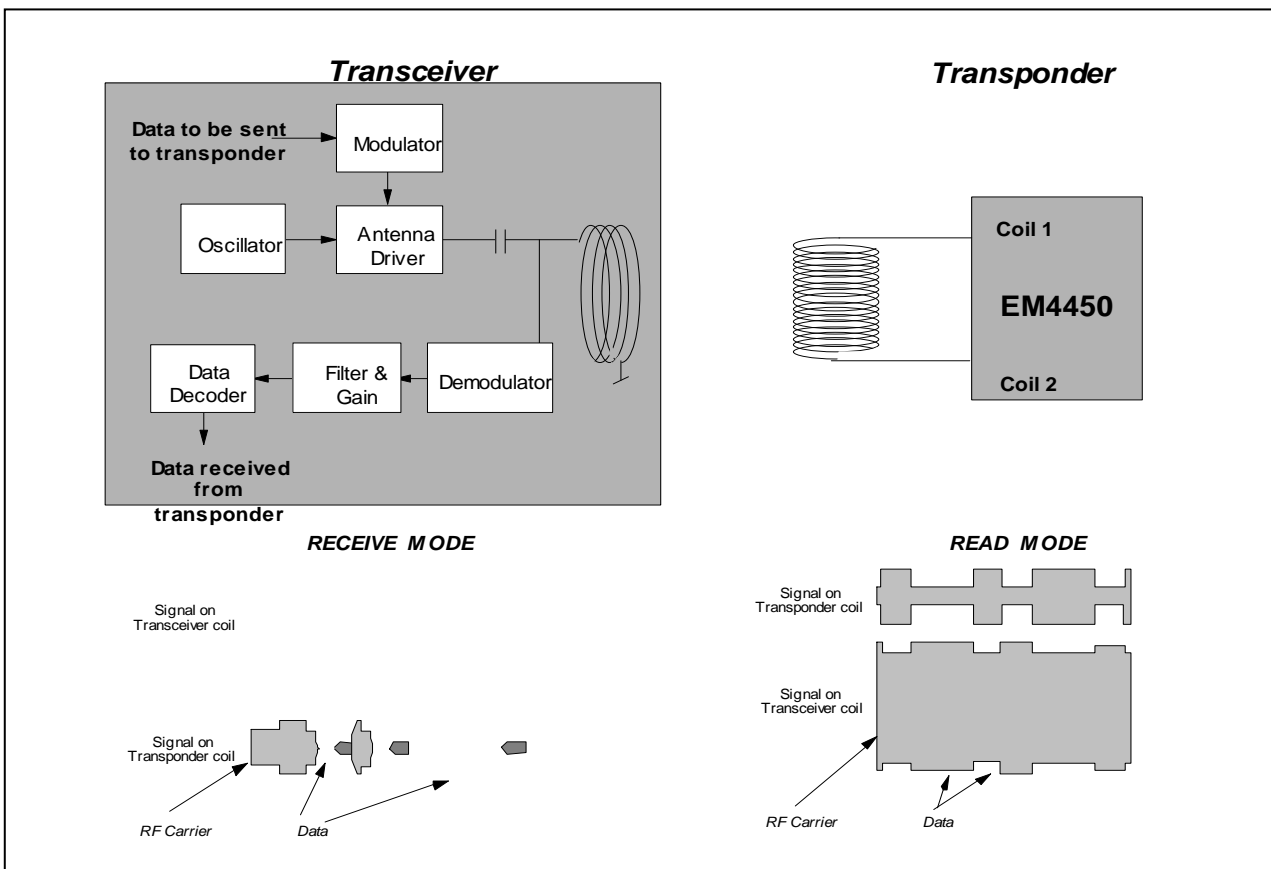 Transceiver
Transponder
Data to be sent
to transponder
Modulator
Oscillator
Antenna
Driver
Data
Decoder
Filter &
Gain
Demodulator
Data received
from
transponder
Coil 1
EM4450
Coil 2
RECEIVE MODE
Signal on
Transceiver coil
Signal on
Transponder coil
RF Carrier
Data
READ MODE
Signal on
Transponder coil
Signal on
Transceiver coil
RF Carrier
Data